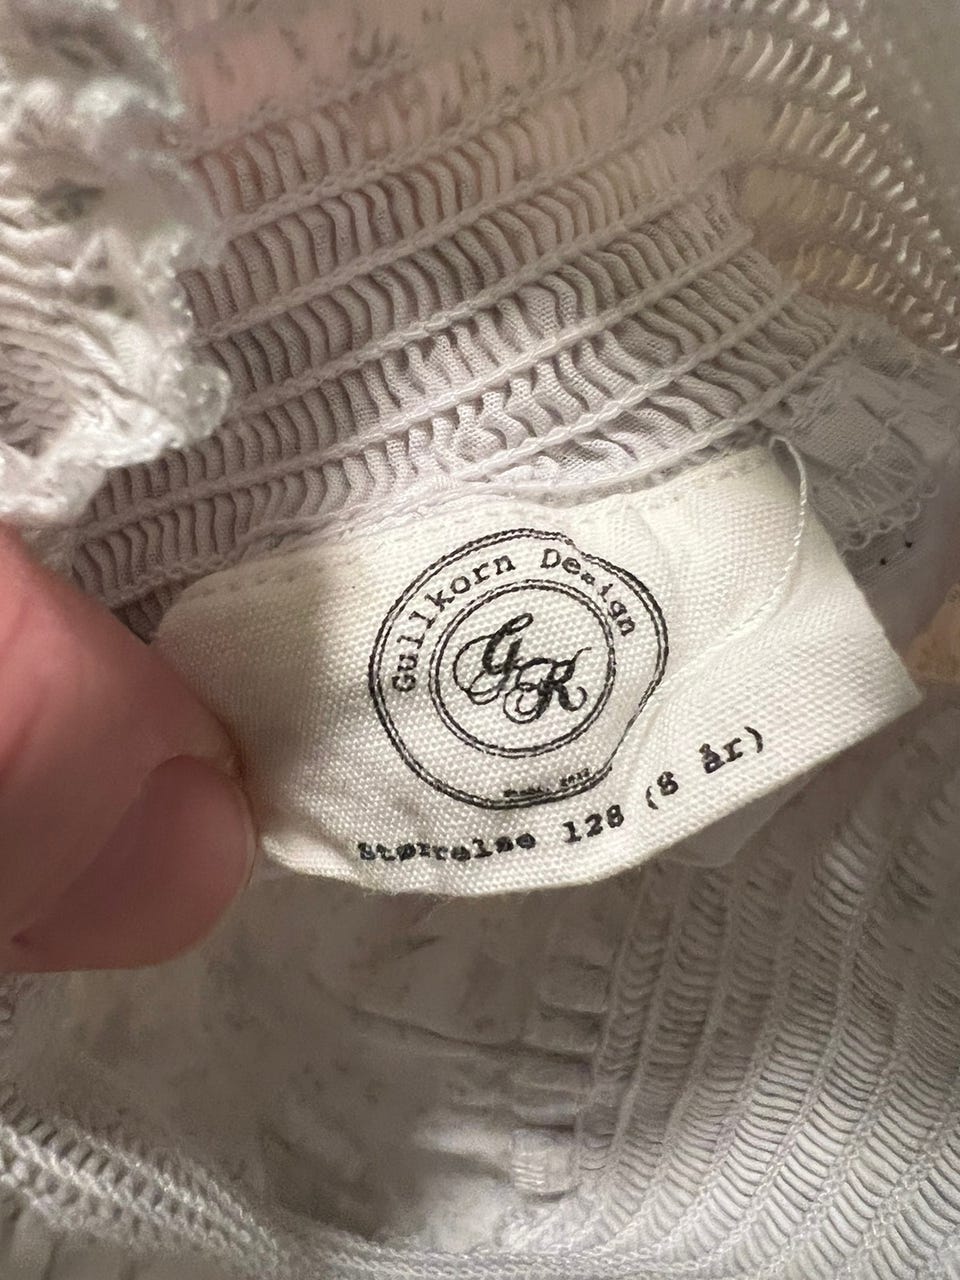 Gullkorn Design
GK
Størrelse 128 (8 år)